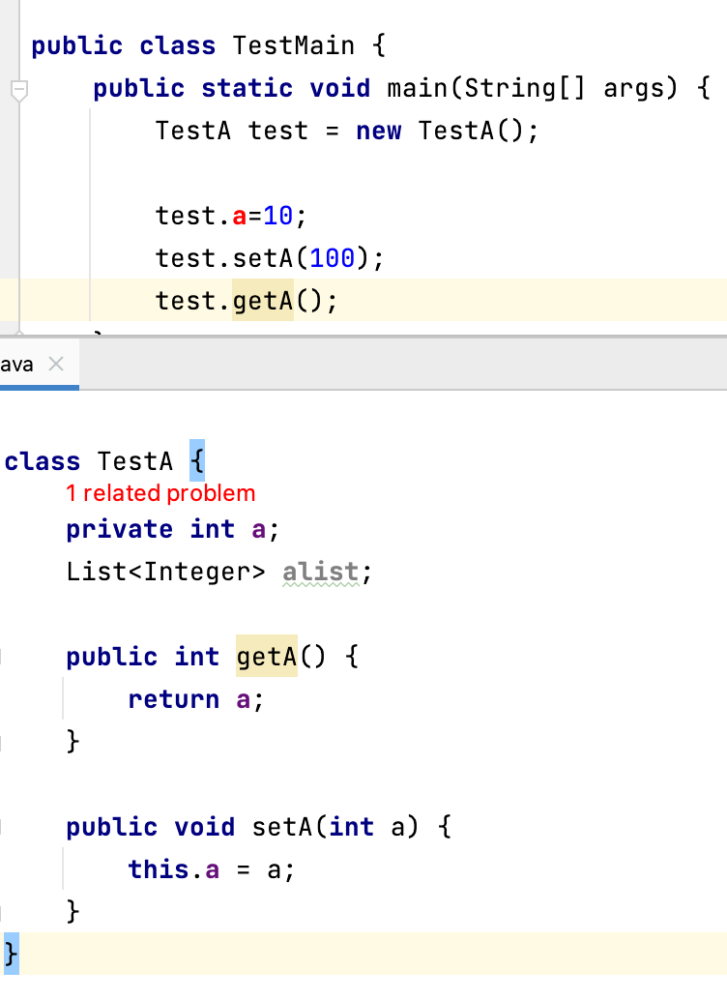 public class TestMain {
public static void main(String[] args) {
TestA test = new TestA();
test.a=10;
test.setA(100);
test.getA();
ava
class TestA {
1 related problem
private int a;
List<Integer> alist;
public int getA() {
return a;
}
public void setA(int a) {
this.a = a;
}
}